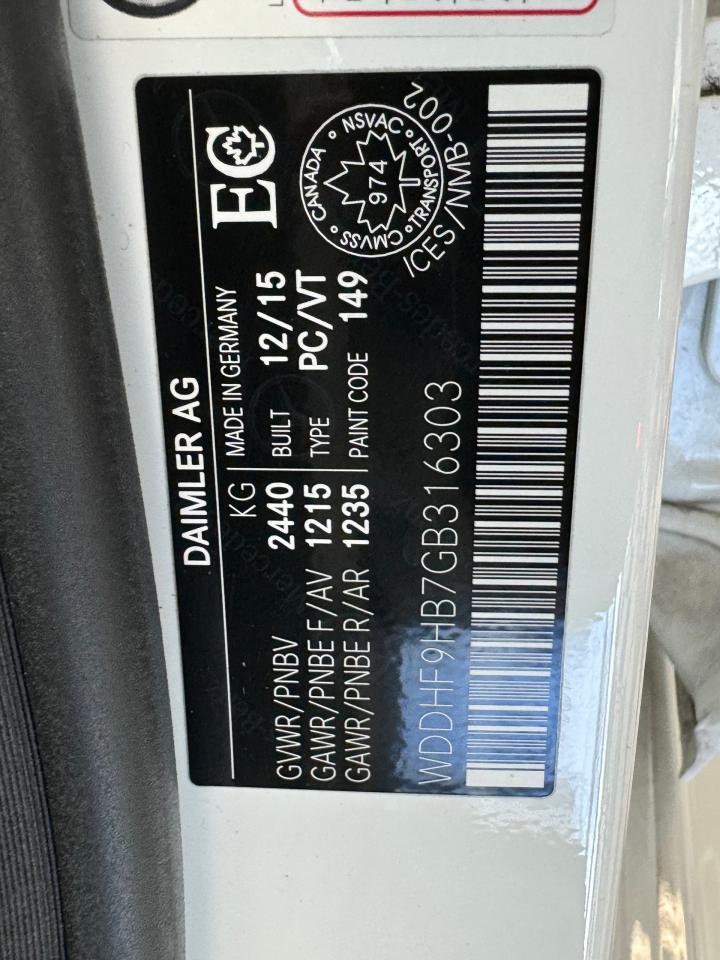 DAIMLER AG
KG MADE IN GERMANY
GVWR/PNBV 2440 BUILT 12/15
GAWR/PNBE F/AV 1215 TYPE PC/VT
GAWR/PNBE R/AR 1235 PAINT CODE 149
EC
CANADA • NSVAC • TRANSPORT • CMVSS •
974
ICES/NMB-002
WDDHF9HB7GB316303